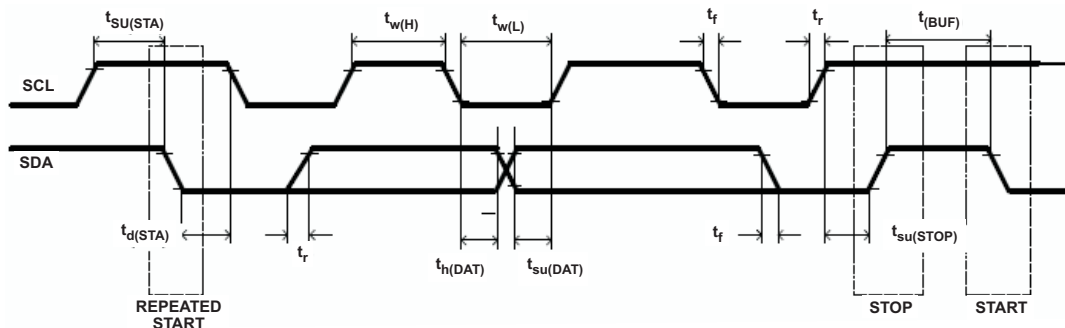 tSU(STA)
tw(H)
tw(L)
tf
tr
t(BUF)
SCL
SDA
td(STA)
tr
th(DAT)
tsu(DAT)
tf
tsu(STOP)
REPEATED
START
STOP
START